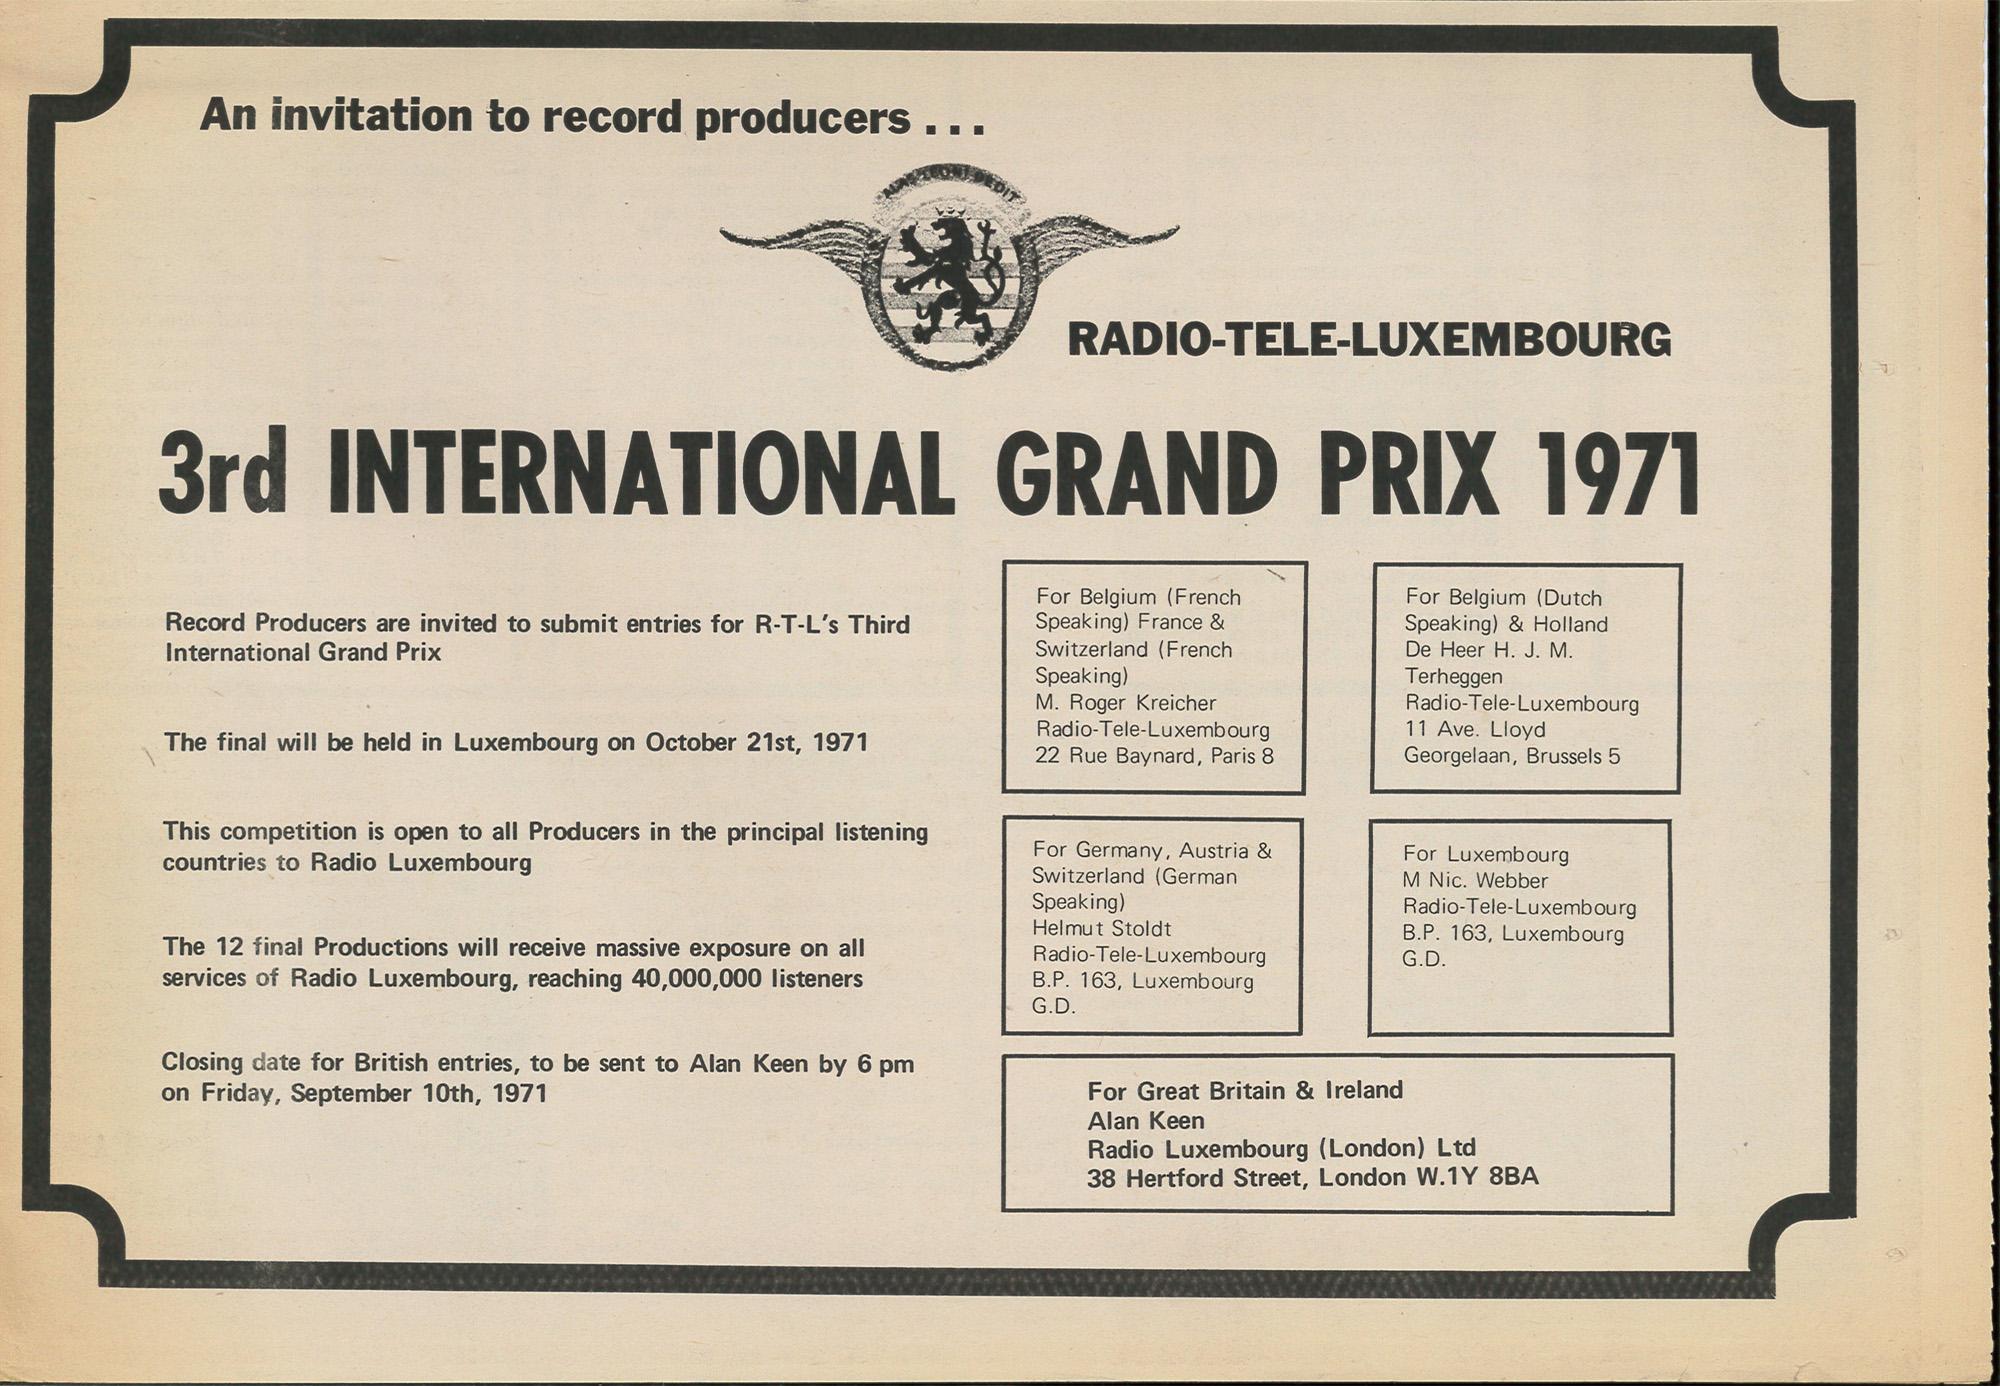 An invitation to record producers . . .
RADIO-TELE-LUXEMBOURG
3rd INTERNATIONAL GRAND PRIX 1971
Record Producers are invited to submit entries for R-T-L's Third
International Grand Prix
The final will be held in Luxembourg on October 21st, 1971
This competition is open to all Producers in the principal listening
countries to Radio Luxembourg
The 12 final Productions will receive massive exposure on all
services of Radio Luxembourg, reaching 40,000,000 listeners
Closing date for British entries, to be sent to Alan Keen by 6 pm
on Friday, September 10th, 1971
For Belgium (French
Speaking) France &
Switzerland (French
Speaking)
M. Roger Kreicher
Radio-Tele-Luxembourg
22 Rue Baynard, Paris 8
For Belgium (Dutch
Speaking) & Holland
De Heer H. J. M.
Terheggen
Radio-Tele-Luxembourg
11 Ave. Lloyd
Georgelaan, Brussels 5
For Germany, Austria &
Switzerland (German
Speaking)
Helmut Stoldt
Radio-Tele-Luxembourg
B.P. 163, Luxembourg
G.D.
For Luxembourg
M Nic. Webber
Radio-Tele-Luxembourg
B.P. 163, Luxembourg
G.D.
For Great Britain & Ireland
Alan Keen
Radio Luxembourg (London) Ltd
38 Hertford Street, London W.1Y 8BA